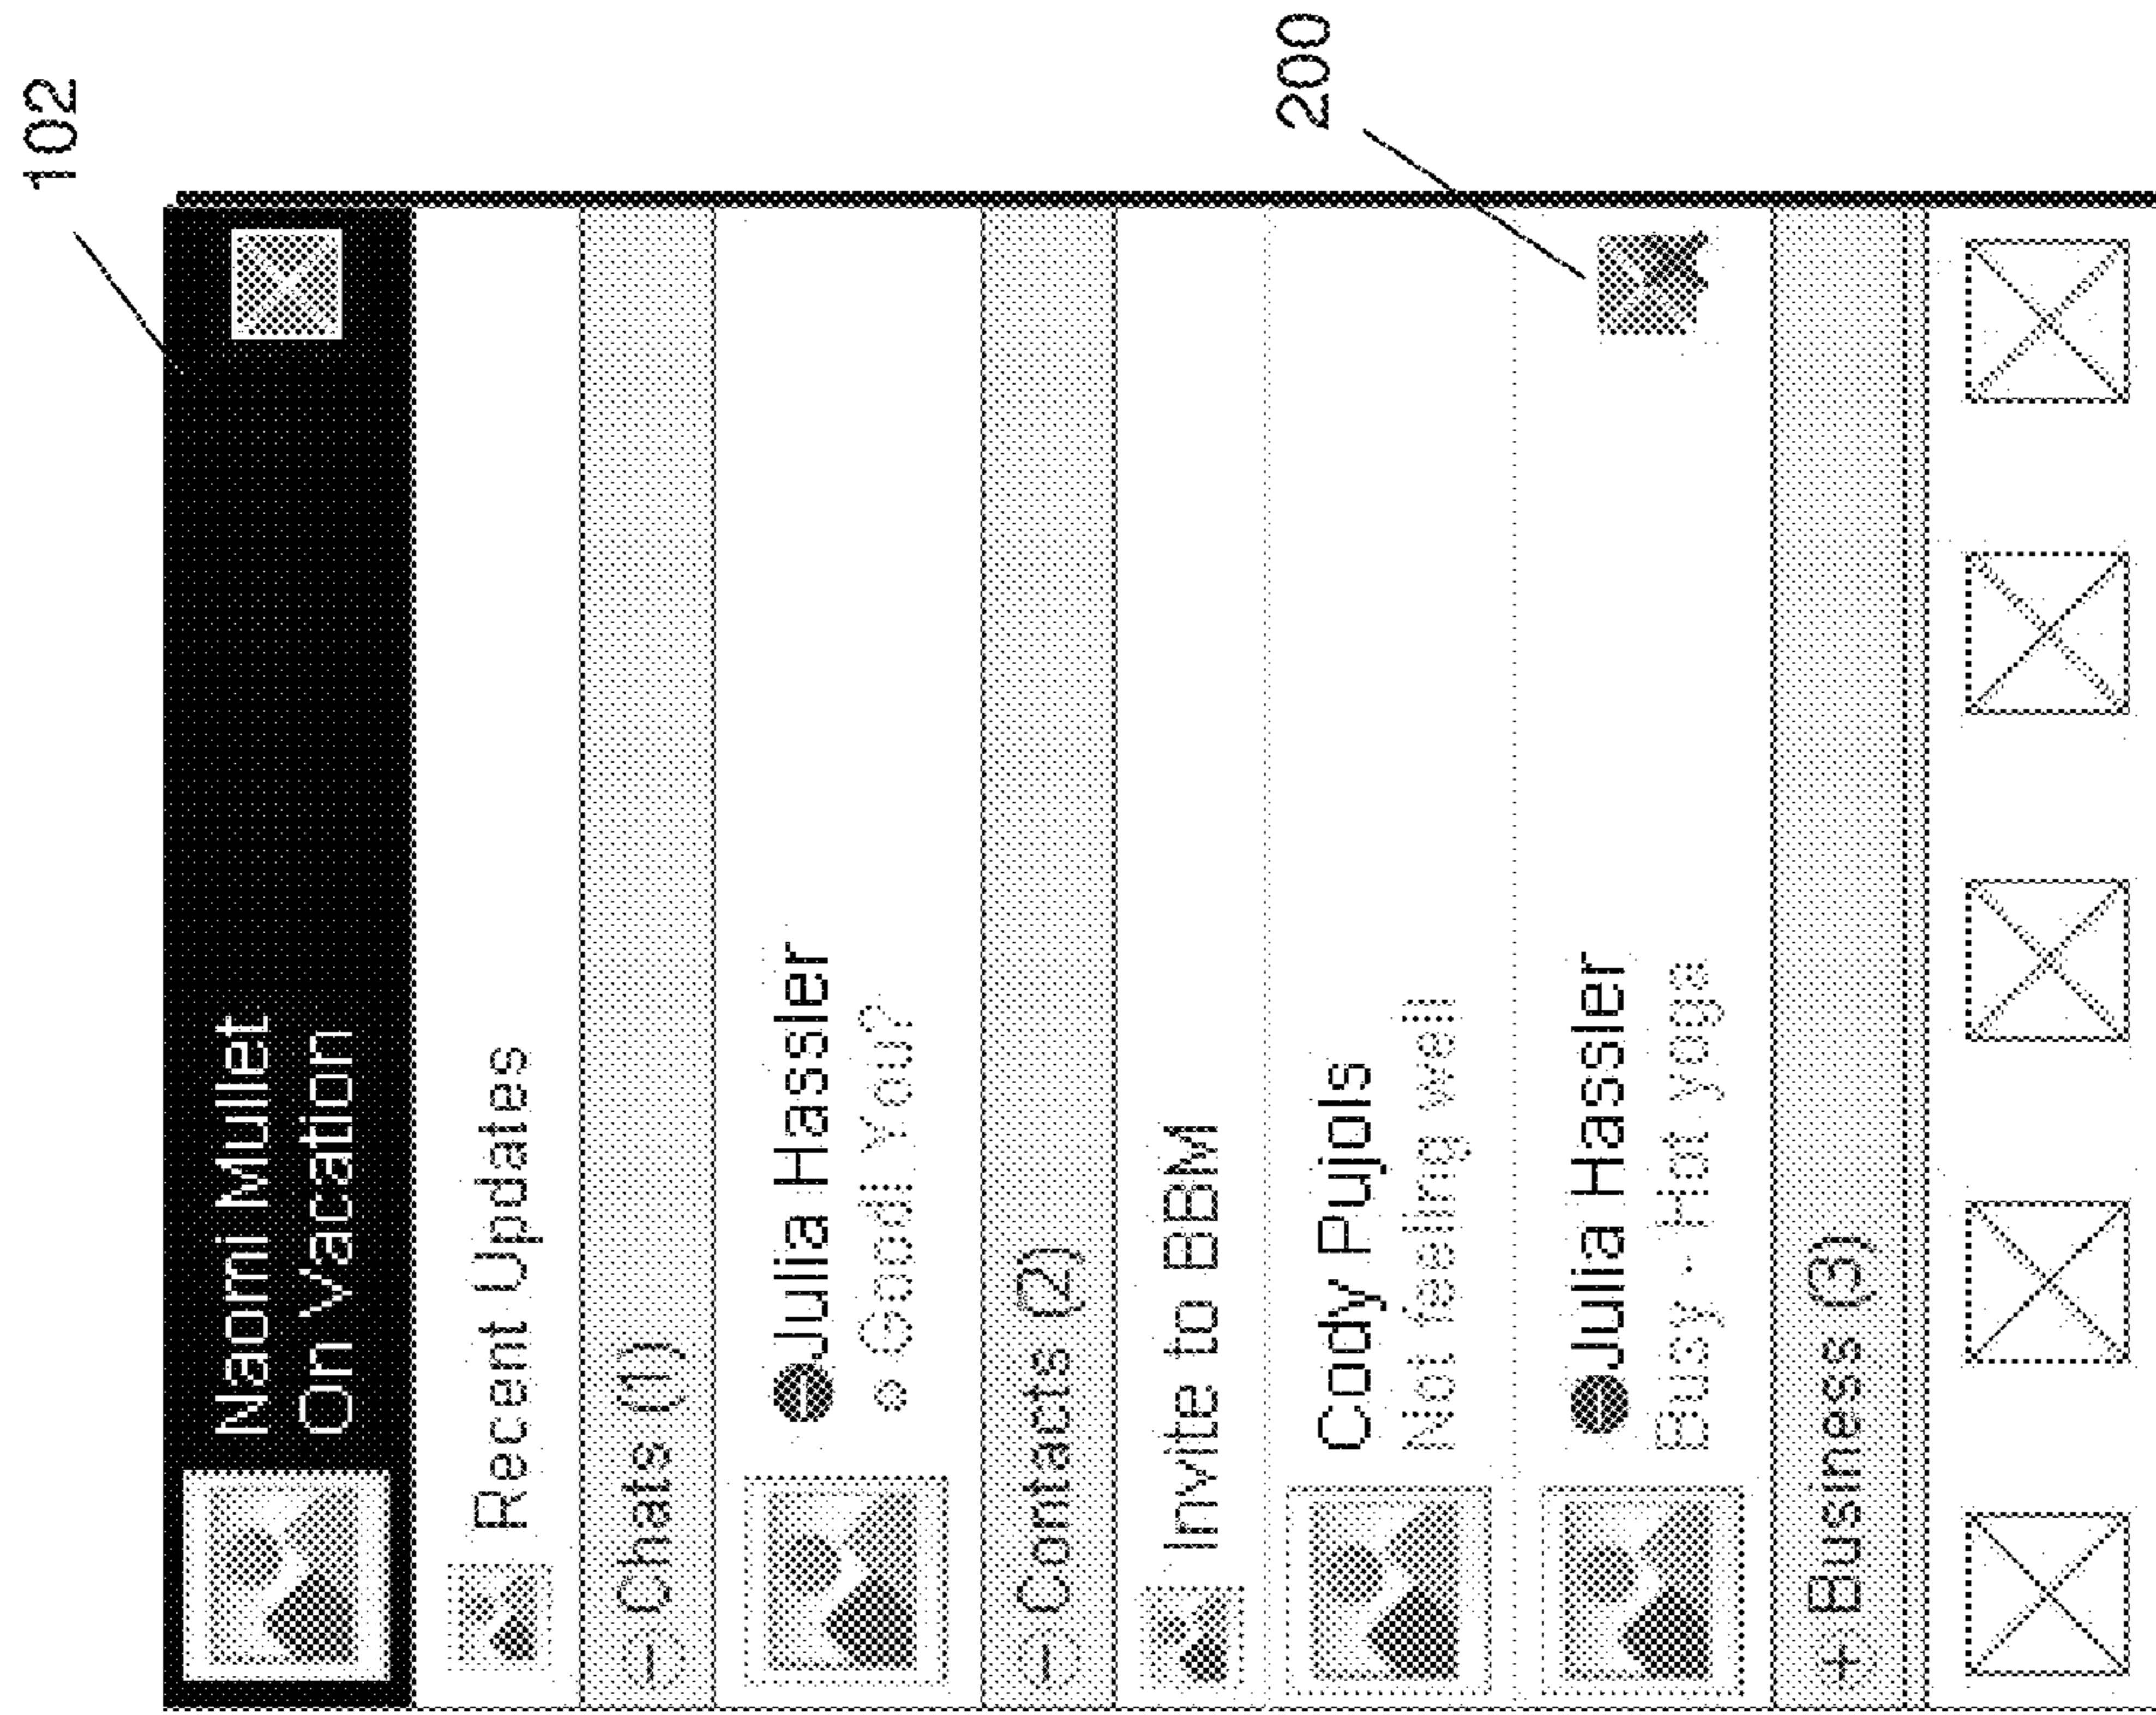 102
Naomi Mullet
On Vacation
Recent Updates
Chats (1)
Julia Hassler
Good! You?
Contacts (2)
Invite to BBM
200
Cody Pujols
Not feeling well
Julia Hassler
Busy · Hot yoga
+ Business (3)